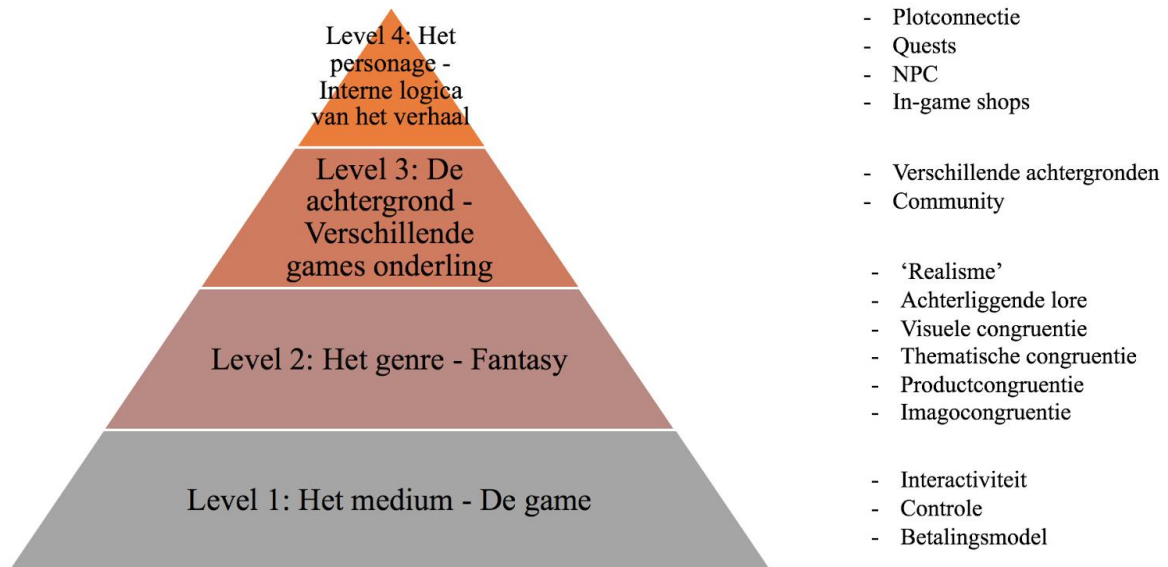 Level 4: Het
personage -
Interne logica
van het verhaal
- Plotconnectie
- Quests
- NPC
- In-game shops
Level 3: De
achtergrond -
Verschillende
games onderling
- Verschillende achtergronden
- Community
Level 2: Het genre - Fantasy
- ‘Realisme’
- Achterliggende lore
- Visuele congruentie
- Thematische congruentie
- Productcongruentie
- Imagocongruentie
Level 1: Het medium - De game
- Interactiviteit
- Controle
- Betalingsmodel